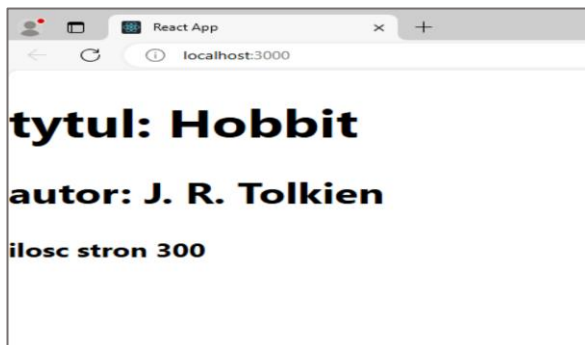 React App
localhost:3000
tytul: Hobbit
autor: J. R. Tolkien
ilosc stron 300